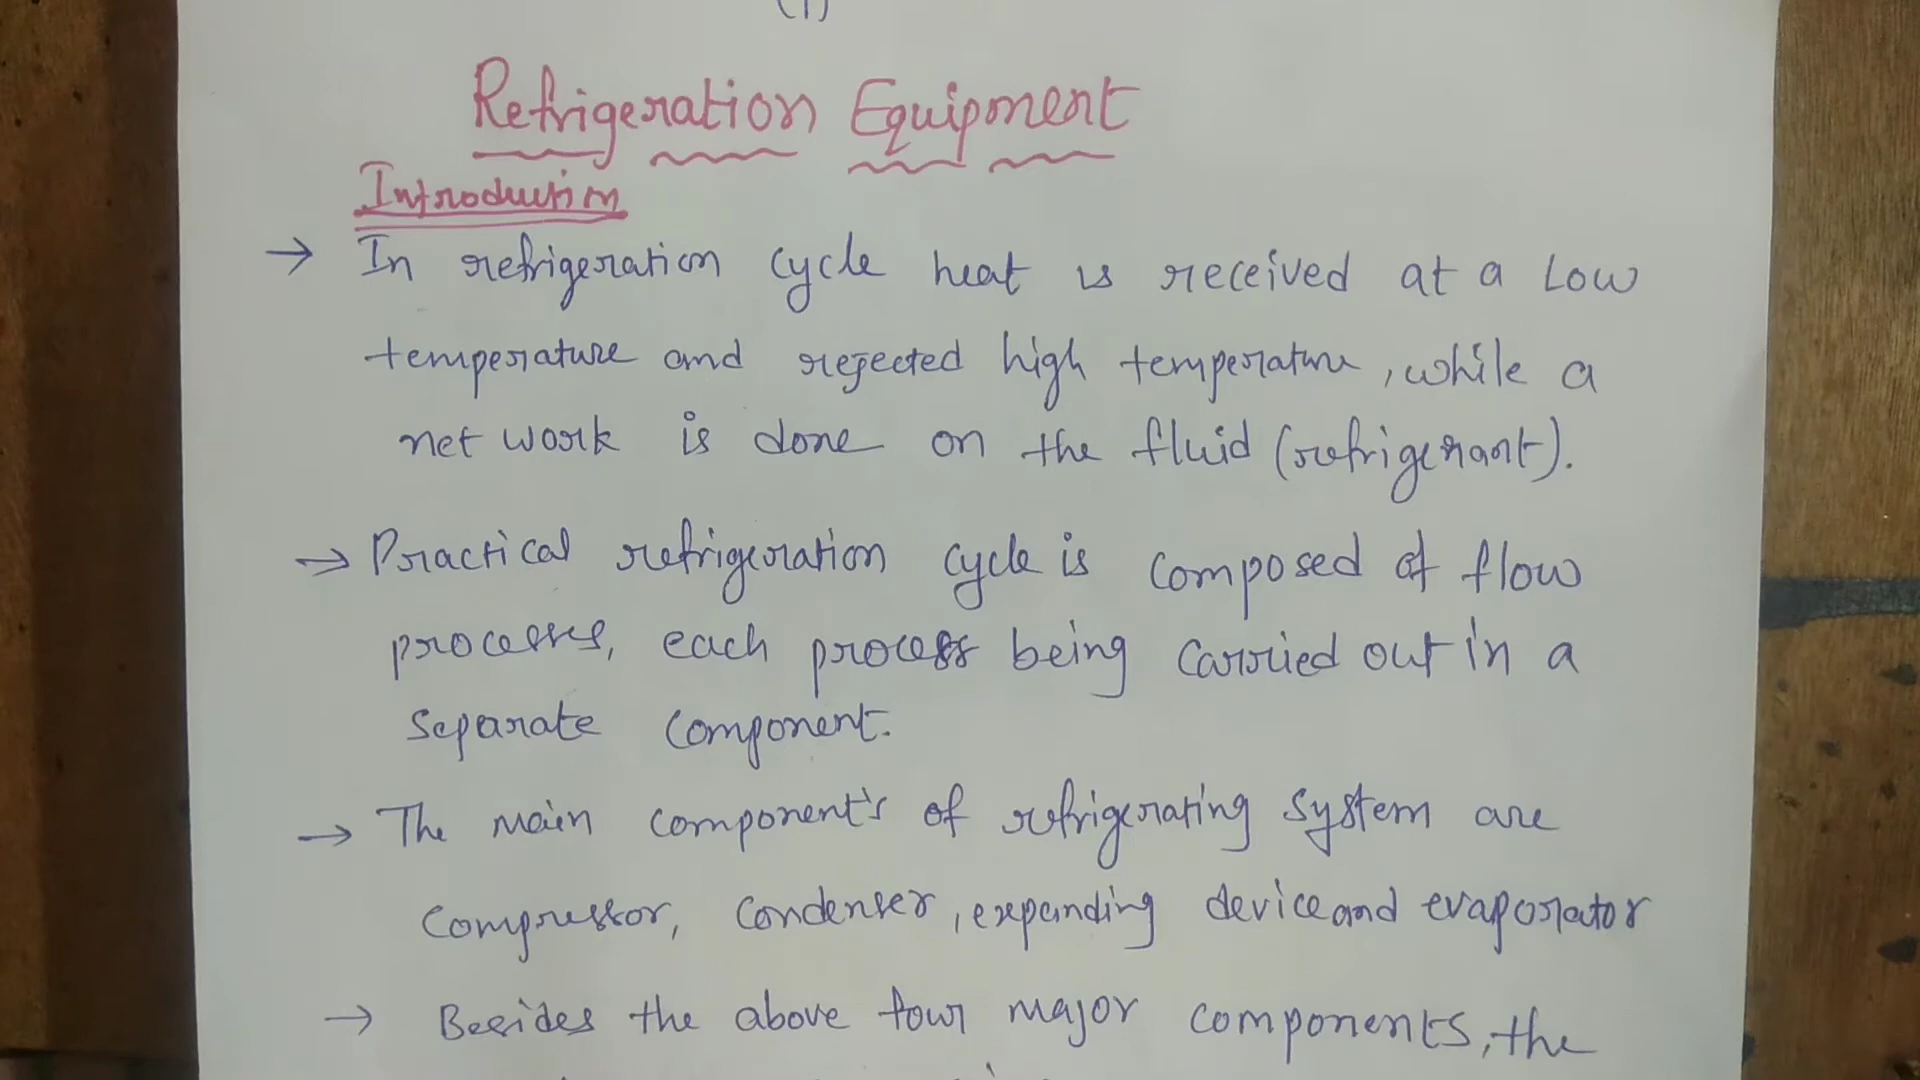 (1)
Refrigeration Equipment
Introduction
→ In refrigeration cycle heat is received at a Low
temperature and rejected high temperature, while a
net work is done on the fluid (refrigerant).
→ Practical refrigeration cycle is composed of flow
processes, each process being carried out in a
separate component.
→ The main component's of refrigerating system are
compressor, condenser, expanding device and evaporator
→ Besides the above four major components, the